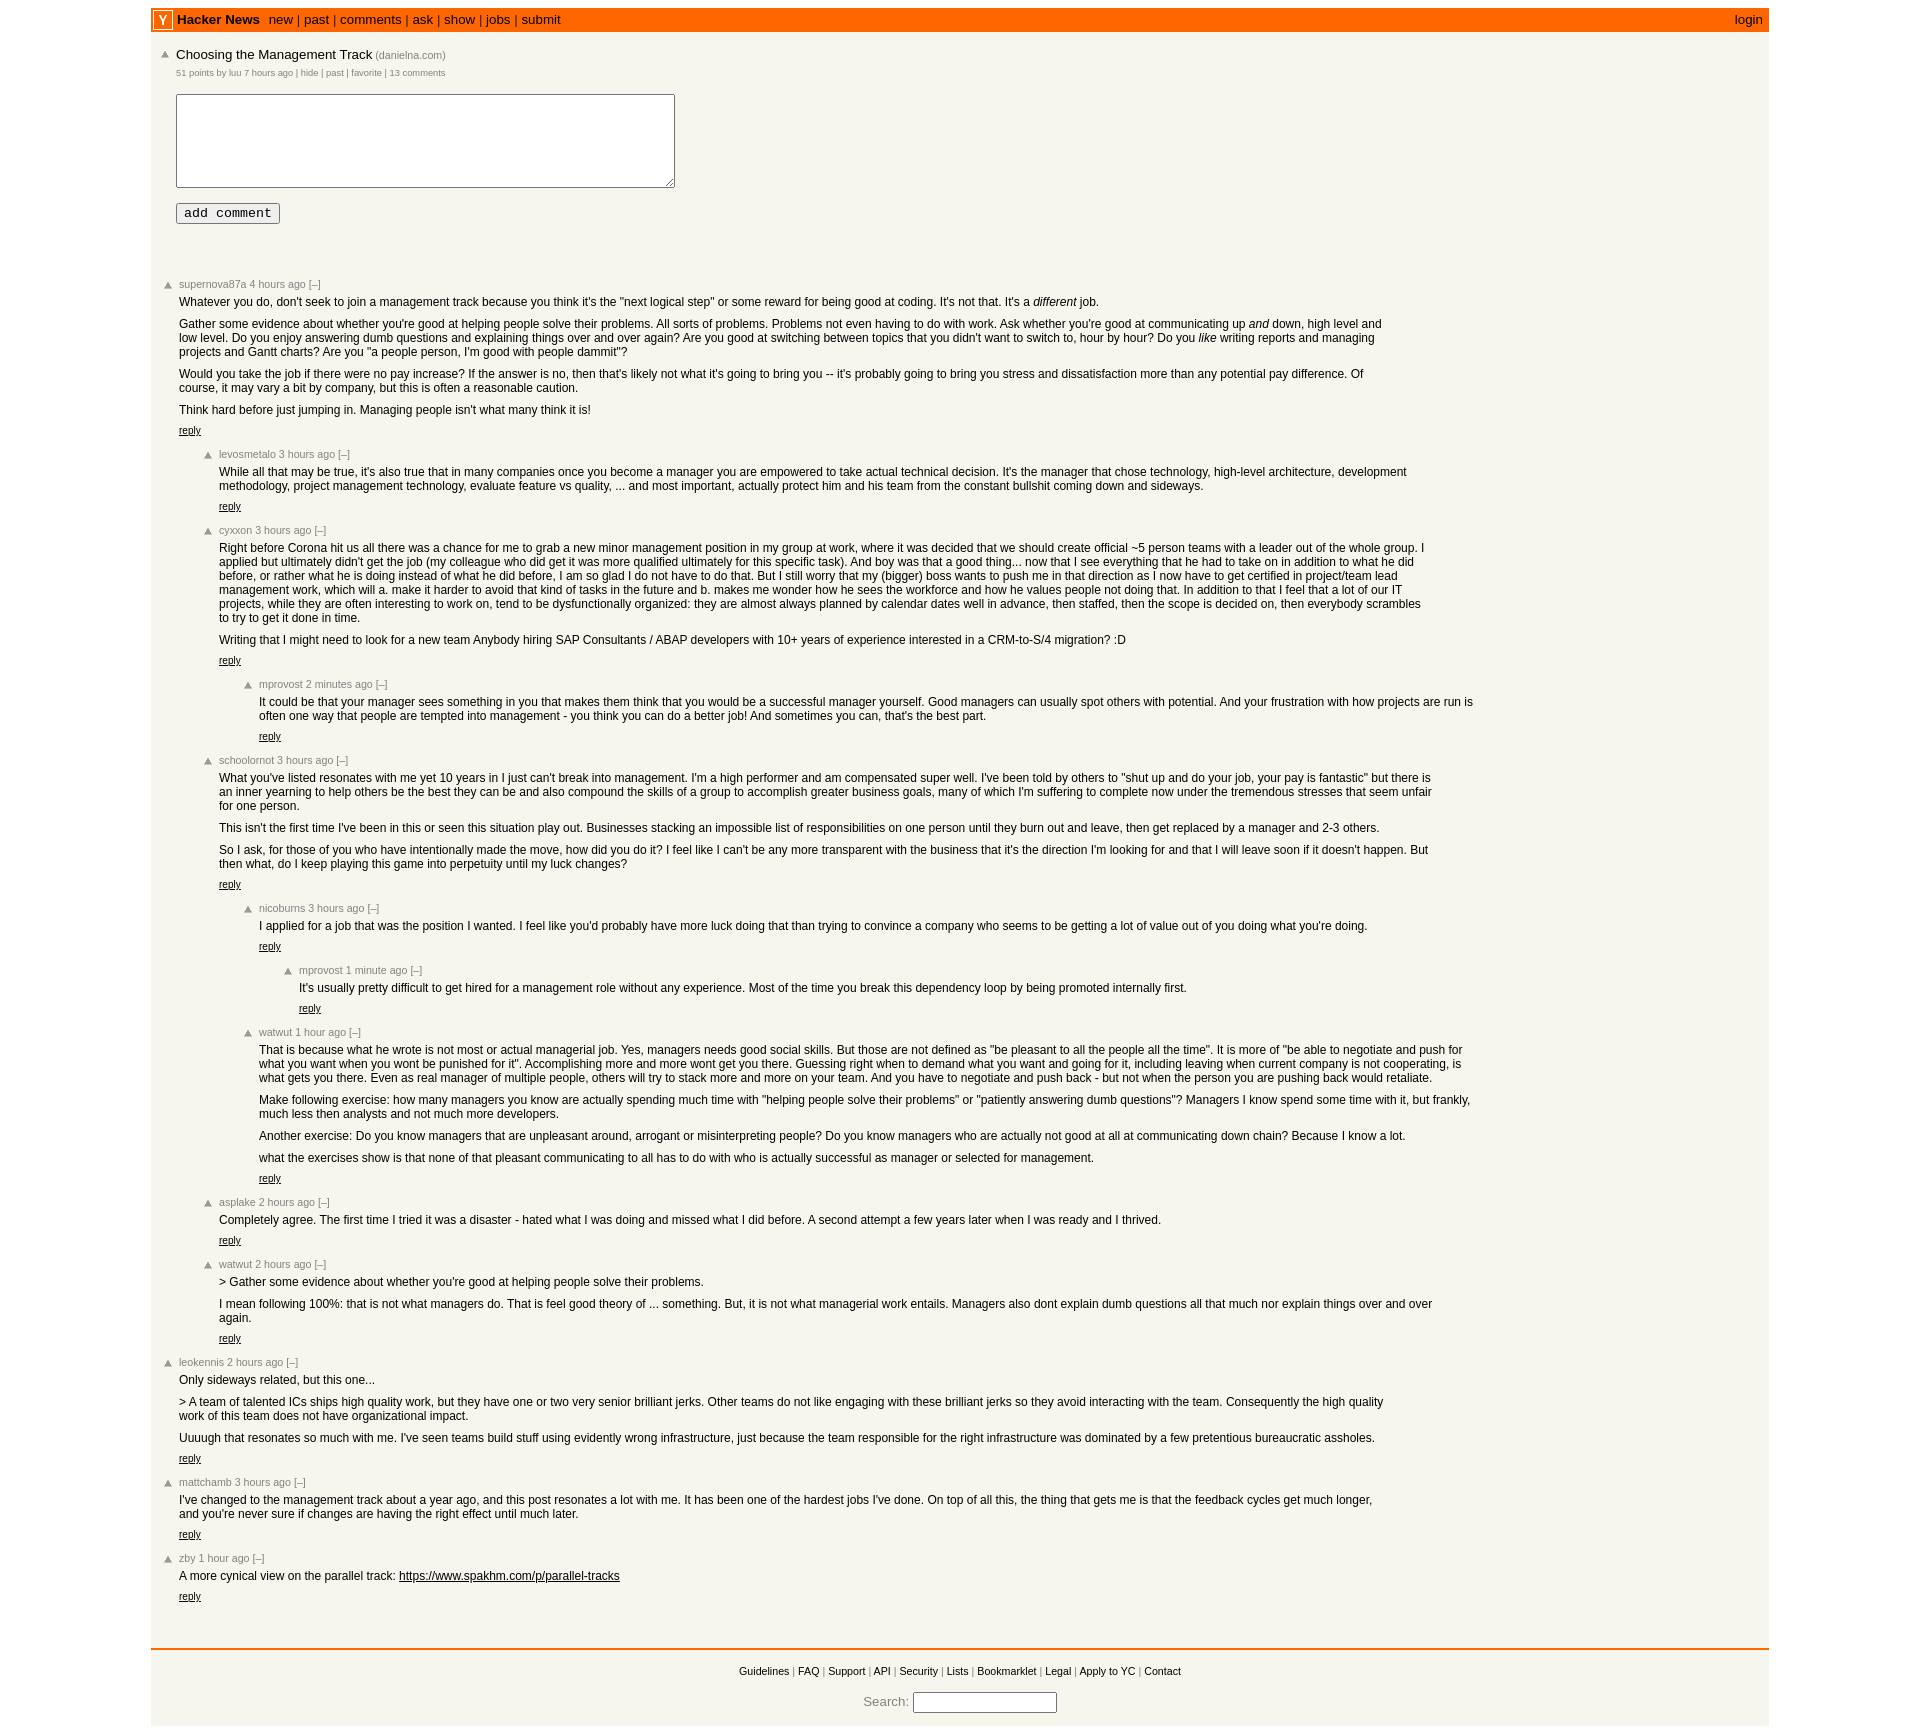 Y Hacker News new | past | comments | ask | show | jobs | submit login
Choosing the Management Track (danielna.com)
51 points by luu 7 hours ago | hide | past | favorite | 13 comments
add comment
supernova87a 4 hours ago [–]
Whatever you do, don't seek to join a management track because you think it's the "next logical step" or some reward for being good at coding. It's not that. It's a different job.
Gather some evidence about whether you're good at helping people solve their problems. All sorts of problems. Problems not even having to do with work. Ask whether you're good at communicating up and down, high level and
low level. Do you enjoy answering dumb questions and explaining things over and over again? Are you good at switching between topics that you didn't want to switch to, hour by hour? Do you like writing reports and managing
projects and Gantt charts? Are you "a people person, I'm good with people dammit"?
Would you take the job if there were no pay increase? If the answer is no, then that's likely not what it's going to bring you -- it's probably going to bring you stress and dissatisfaction more than any potential pay difference. Of
course, it may vary a bit by company, but this is often a reasonable caution.
Think hard before just jumping in. Managing people isn't what many think it is!
reply
levosmetalo 3 hours ago [–]
While all that may be true, it's also true that in many companies once you become a manager you are empowered to take actual technical decision. It's the manager that chose technology, high-level architecture, development
methodology, project management technology, evaluate feature vs quality, ... and most important, actually protect him and his team from the constant bullshit coming down and sideways.
reply
cyxxon 3 hours ago [–]
Right before Corona hit us all there was a chance for me to grab a new minor management position in my group at work, where it was decided that we should create official ~5 person teams with a leader out of the whole group. I
applied but ultimately didn't get the job (my colleague who did get it was more qualified ultimately for this specific task). And boy was that a good thing... now that I see everything that he had to take on in addition to what he did
before, or rather what he is doing instead of what he did before, I am so glad I do not have to do that. But I still worry that my (bigger) boss wants to push me in that direction as I now have to get certified in project/team lead
management work, which will a. make it harder to avoid that kind of tasks in the future and b. makes me wonder how he sees the workforce and how he values people not doing that. In addition to that I feel that a lot of our IT
projects, while they are often interesting to work on, tend to be dysfunctionally organized: they are almost always planned by calendar dates well in advance, then staffed, then the scope is decided on, then everybody scrambles
to try to get it done in time.
Writing that I might need to look for a new team Anybody hiring SAP Consultants / ABAP developers with 10+ years of experience interested in a CRM-to-S/4 migration? :D
reply
mprovost 2 minutes ago [–]
It could be that your manager sees something in you that makes them think that you would be a successful manager yourself. Good managers can usually spot others with potential. And your frustration with how projects are run is
often one way that people are tempted into management - you think you can do a better job! And sometimes you can, that's the best part.
reply
schoolornot 3 hours ago [–]
What you've listed resonates with me yet 10 years in I just can't break into management. I'm a high performer and am compensated super well. I've been told by others to "shut up and do your job, your pay is fantastic" but there is
an inner yearning to help others be the best they can be and also compound the skills of a group to accomplish greater business goals, many of which I'm suffering to complete now under the tremendous stresses that seem unfair
for one person.
This isn't the first time I've been in this or seen this situation play out. Businesses stacking an impossible list of responsibilities on one person until they burn out and leave, then get replaced by a manager and 2-3 others.
So I ask, for those of you who have intentionally made the move, how did you do it? I feel like I can't be any more transparent with the business that it's the direction I'm looking for and that I will leave soon if it doesn't happen. But
then what, do I keep playing this game into perpetuity until my luck changes?
reply
nicoburns 3 hours ago [–]
I applied for a job that was the position I wanted. I feel like you'd probably have more luck doing that than trying to convince a company who seems to be getting a lot of value out of you doing what you're doing.
reply
mprovost 1 minute ago [–]
It's usually pretty difficult to get hired for a management role without any experience. Most of the time you break this dependency loop by being promoted internally first.
reply
watwut 1 hour ago [–]
That is because what he wrote is not most or actual managerial job. Yes, managers needs good social skills. But those are not defined as "be pleasant to all the people all the time". It is more of "be able to negotiate and push for
what you want when you wont be punished for it". Accomplishing more and more wont get you there. Guessing right when to demand what you want and going for it, including leaving when current company is not cooperating, is
what gets you there. Even as real manager of multiple people, others will try to stack more and more on your team. And you have to negotiate and push back - but not when the person you are pushing back would retaliate.
Make following exercise: how many managers you know are actually spending much time with "helping people solve their problems" or "patiently answering dumb questions"? Managers I know spend some time with it, but frankly,
much less then analysts and not much more developers.
Another exercise: Do you know managers that are unpleasant around, arrogant or misinterpreting people? Do you know managers who are actually not good at all at communicating down chain? Because I know a lot.
what the exercises show is that none of that pleasant communicating to all has to do with who is actually successful as manager or selected for management.
reply
asplake 2 hours ago [–]
Completely agree. The first time I tried it was a disaster - hated what I was doing and missed what I did before. A second attempt a few years later when I was ready and I thrived.
reply
watwut 2 hours ago [–]
> Gather some evidence about whether you're good at helping people solve their problems.
I mean following 100%: that is not what managers do. That is feel good theory of ... something. But, it is not what managerial work entails. Managers also dont explain dumb questions all that much nor explain things over and over
again.
reply
leokennis 2 hours ago [–]
Only sideways related, but this one...
> A team of talented ICs ships high quality work, but they have one or two very senior brilliant jerks. Other teams do not like engaging with these brilliant jerks so they avoid interacting with the team. Consequently the high quality
work of this team does not have organizational impact.
Uuuugh that resonates so much with me. I've seen teams build stuff using evidently wrong infrastructure, just because the team responsible for the right infrastructure was dominated by a few pretentious bureaucratic assholes.
reply
mattchamb 3 hours ago [–]
I've changed to the management track about a year ago, and this post resonates a lot with me. It has been one of the hardest jobs I've done. On top of all this, the thing that gets me is that the feedback cycles get much longer,
and you're never sure if changes are having the right effect until much later.
reply
zby 1 hour ago [–]
A more cynical view on the parallel track: https://www.spakhm.com/p/parallel-tracks
reply
Guidelines | FAQ | Support | API | Security | Lists | Bookmarklet | Legal | Apply to YC | Contact
Search: